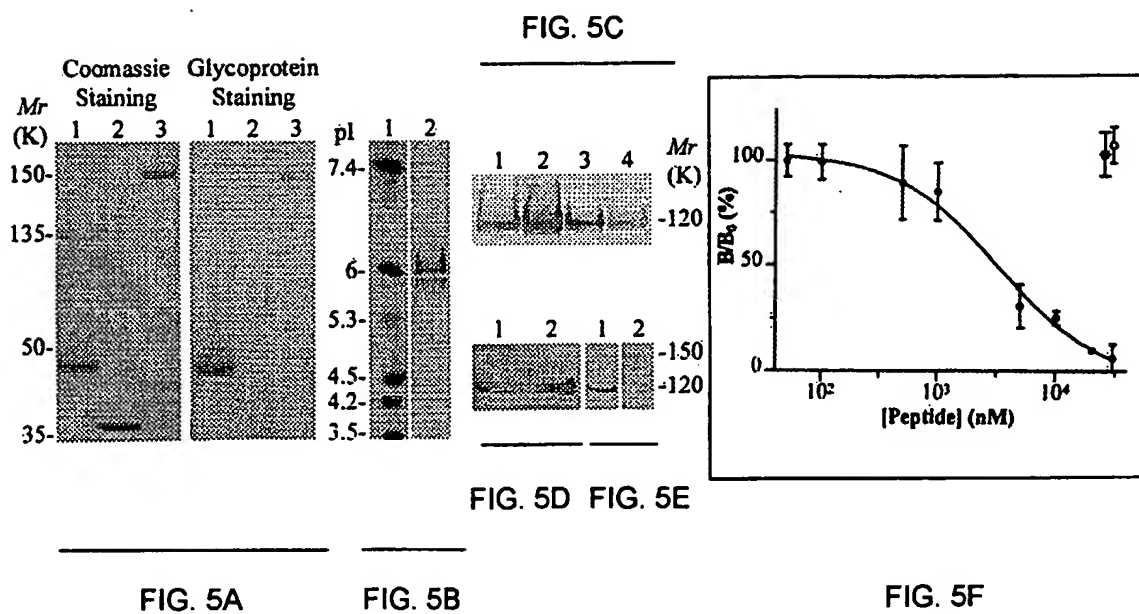 FIG. 5C
Coomassie Staining
Glycoprotein Staining
Mr (K)
1 2 3
1 2 3
150-
135-
50-
35-
pI
1 2
7.4-
6-
5.3-
4.5-
4.2-
3.5-
1 2 3 4
Mr (K)
-120
1 2 1 2
-150
-120
FIG. 5D
FIG. 5E
B/B₀ (%)
100
50
0
10² 10³ 10⁴
[Peptide] (nM)
FIG. 5A
FIG. 5B
FIG. 5F